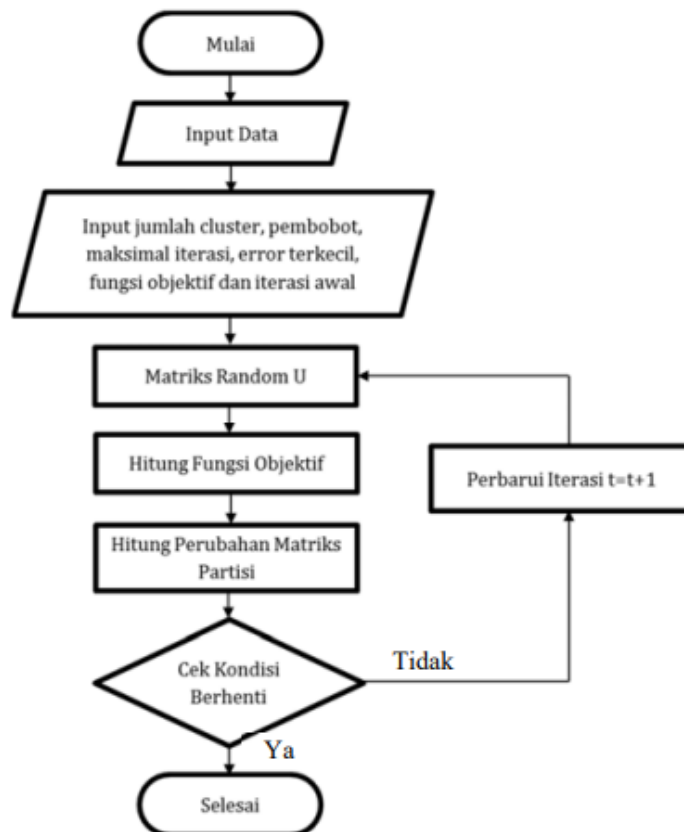 Mulai
Input Data
Input jumlah cluster, pembobot,
maksimal iterasi, error terkecil,
fungsi objektif dan iterasi awal
Matriks Random U
Hitung Fungsi Objektif
Perbarui Iterasi t=t+1
Hitung Perubahan Matriks
Partisi
Cek Kondisi
Berhenti
Tidak
Ya
Selesai